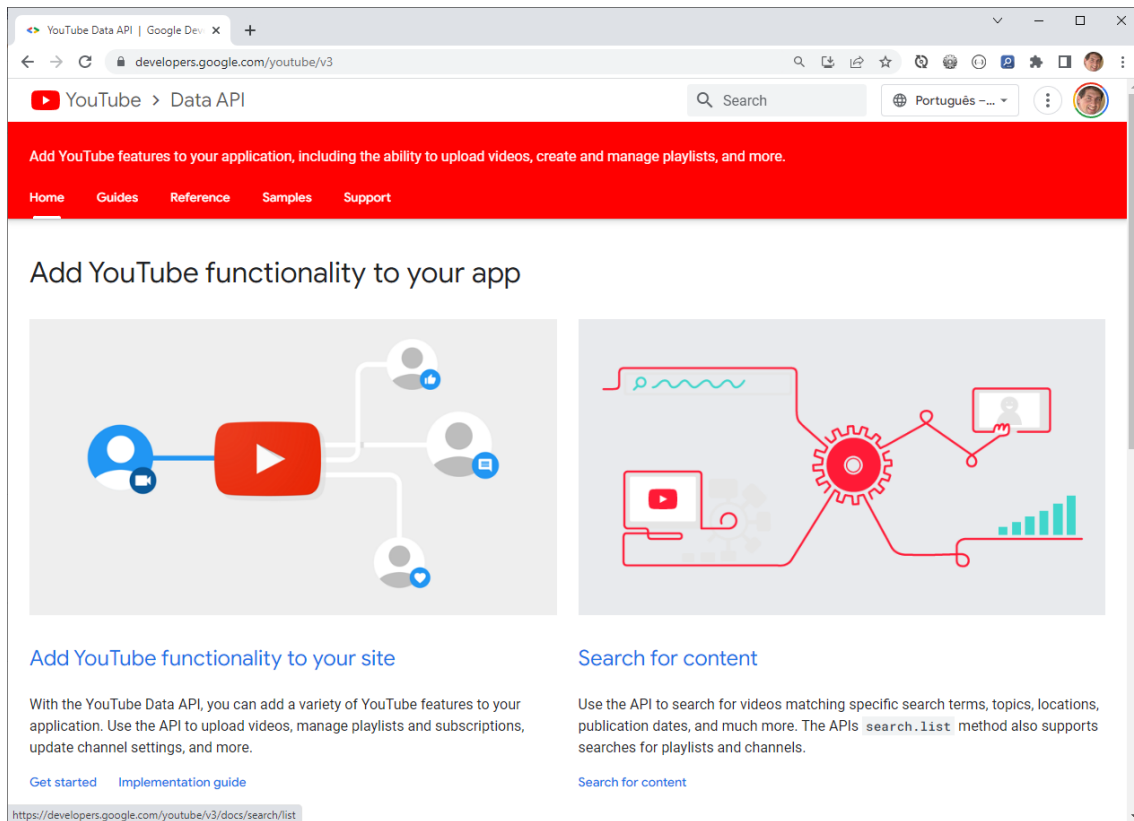 YouTube Data API | Google Dev
developers.google.com/youtube/v3
YouTube > Data API
Search
Português –...
Add YouTube features to your application, including the ability to upload videos, create and manage playlists, and more.
Home Guides Reference Samples Support
Add YouTube functionality to your app
Add YouTube functionality to your site
With the YouTube Data API, you can add a variety of YouTube features to your
application. Use the API to upload videos, manage playlists and subscriptions,
update channel settings, and more.
Get started Implementation guide
Search for content
Use the API to search for videos matching specific search terms, topics, locations,
publication dates, and much more. The APIs search.list method also supports
searches for playlists and channels.
Search for content
https://developers.google.com/youtube/v3/docs/search/list